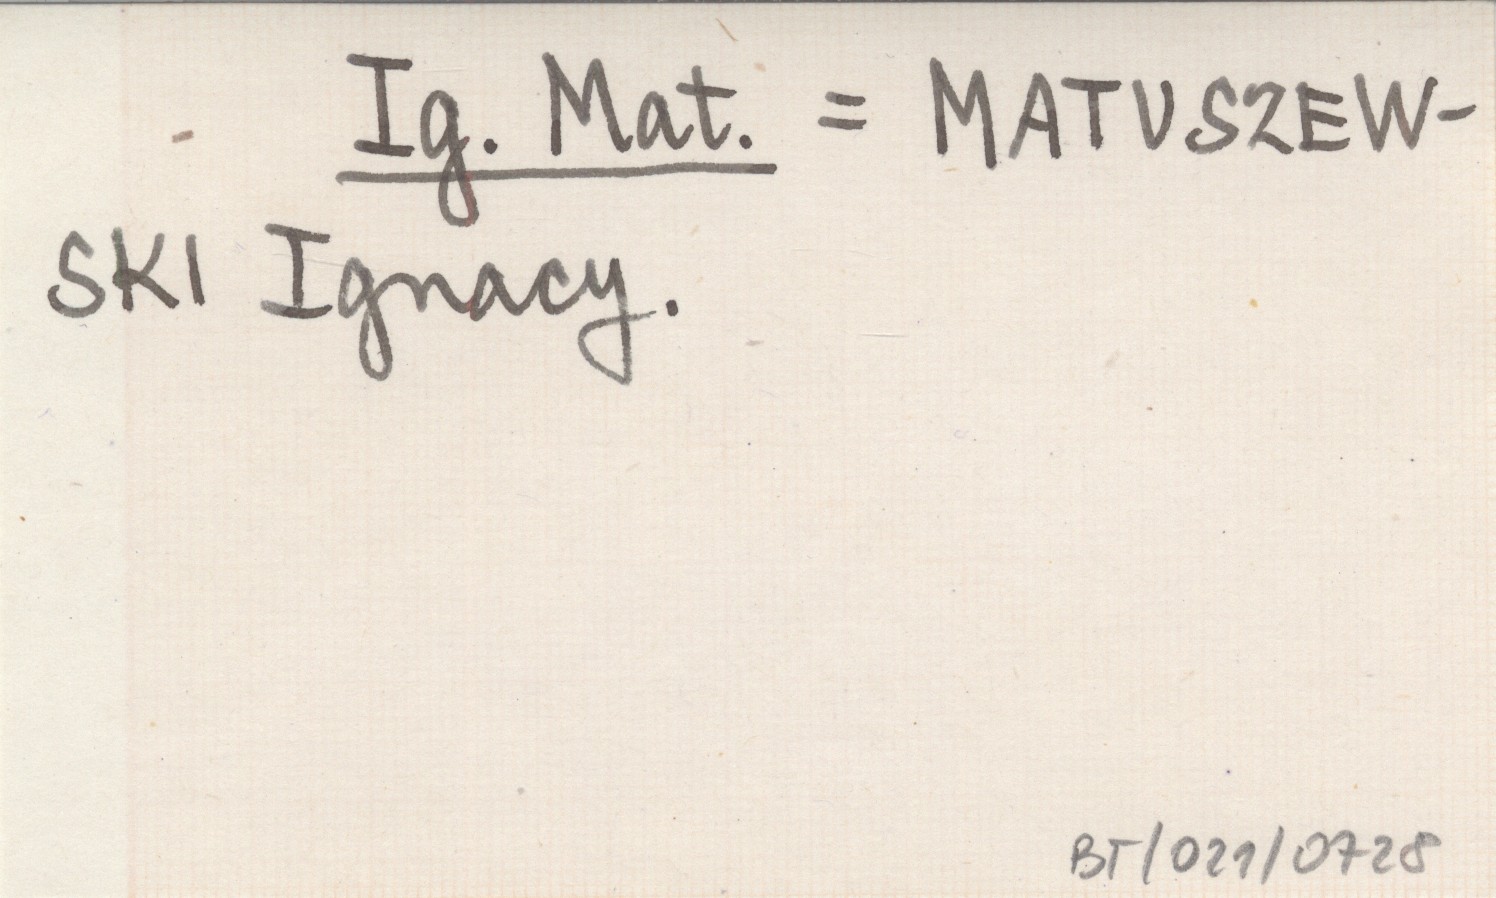 Ig. Mat. = MATUSZEW-
SKI Ignacy.
BT/021/0728